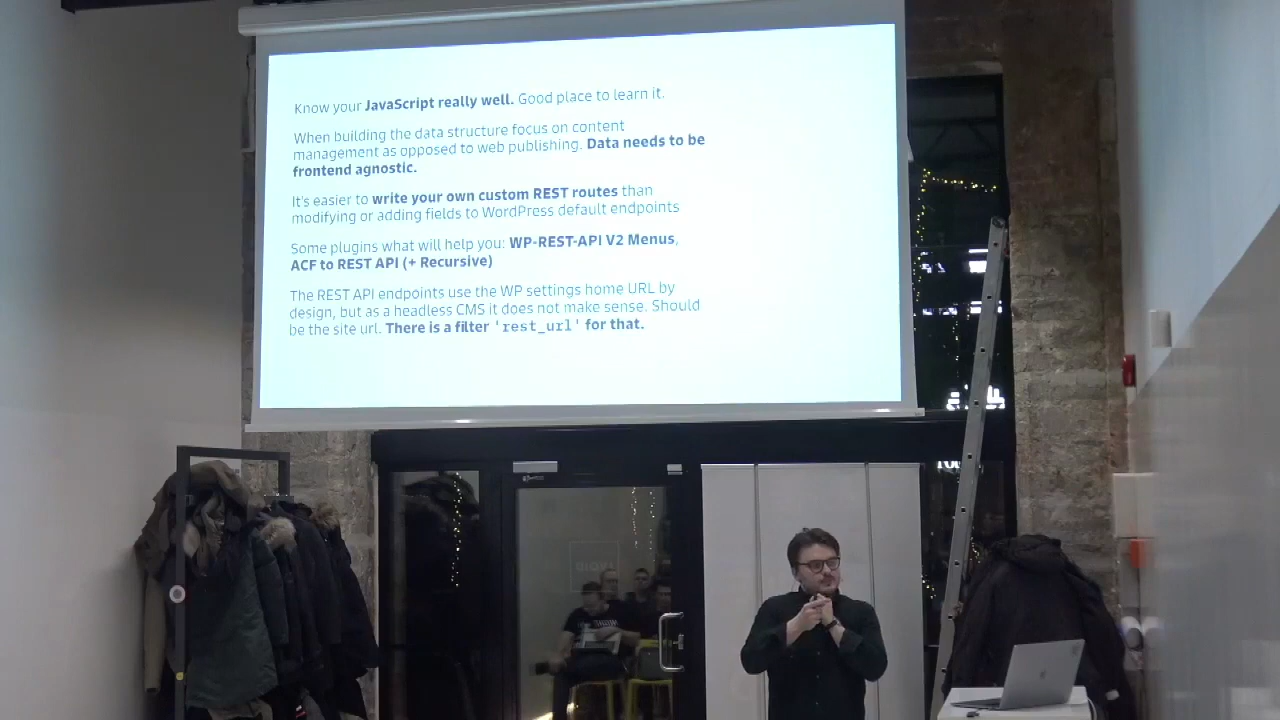 Know your JavaScript really well. Good place to learn it.
When building the data structure focus on content
management as opposed to web publishing. Data needs to be
frontend agnostic.
It's easier to write your own custom REST routes than
modifying or adding fields to WordPress default endpoints
Some plugins what will help you: WP-REST-API V2 Menus,
ACF to REST API (+ Recursive)
The REST API endpoints use the WP settings home URL by
design, but as a headless CMS it does not make sense. Should
be the site url. There is a filter 'rest_url' for that.